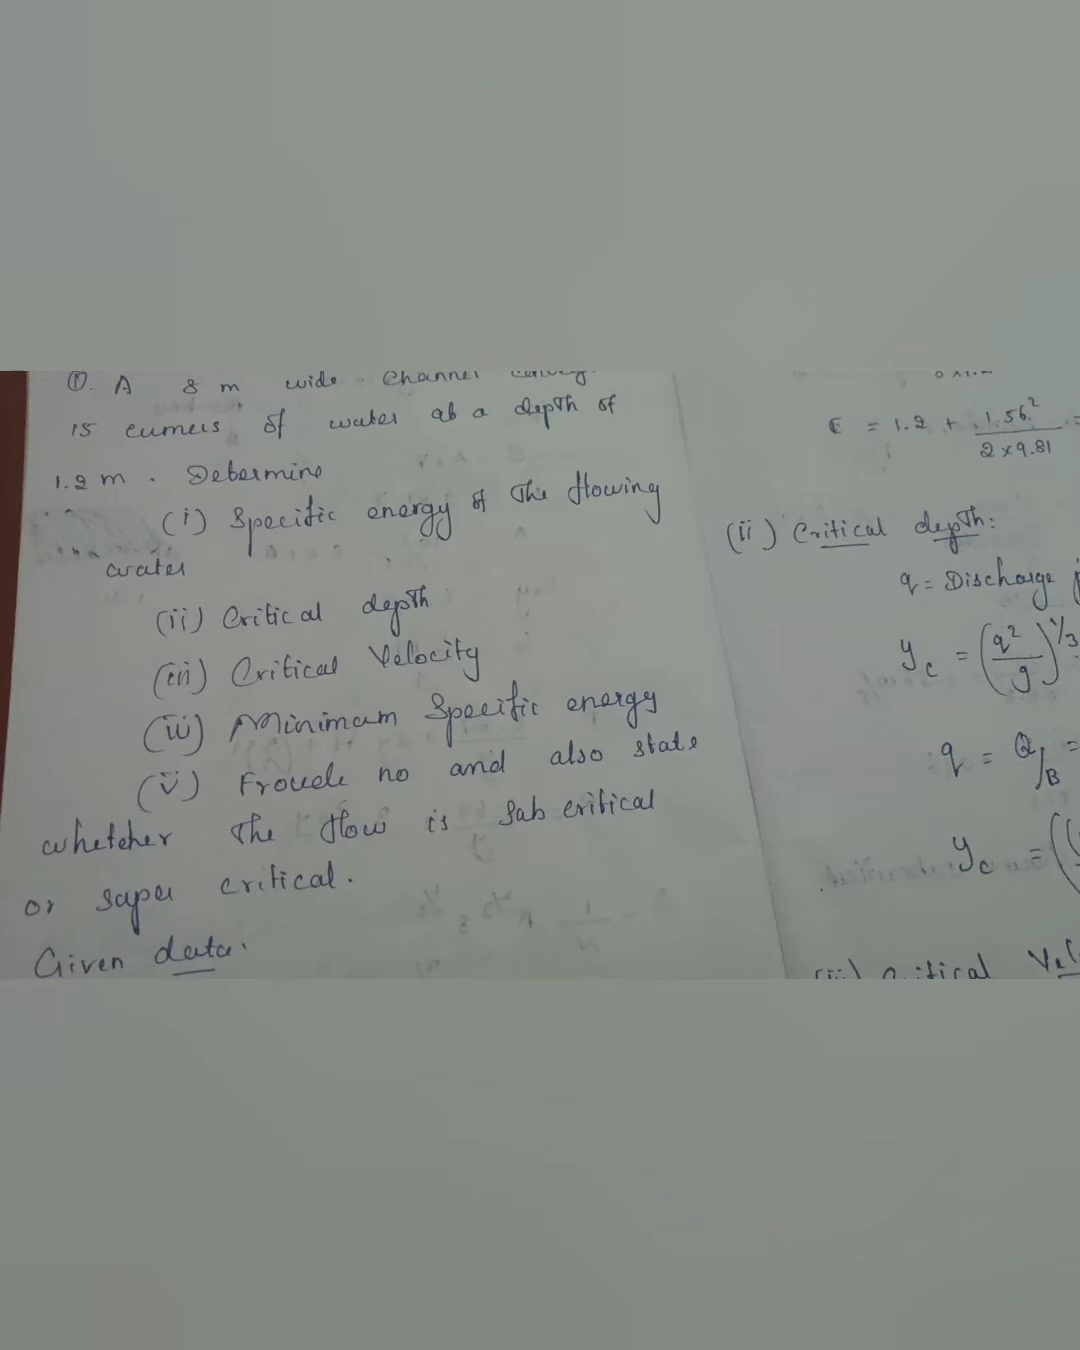 ①. A 8 m wide channel
15 cumecs of water at a depth of
1.2 m. Determine
(i) Specific energy of the flowing
water
(ii) Critical depth
(iii) Critical Velocity
(iv) Minimum Specific energy
(v) Froude no and also state
whether the flow is Sub critical
or super critical.
Given data.
E = 1.2 + 1.56² / 2×9.81 =
(ii) Critical depth:
q = Discharge
y_c = (q²/g)^1/3
q = Q/B =
y_c = ((
(iii) Critical